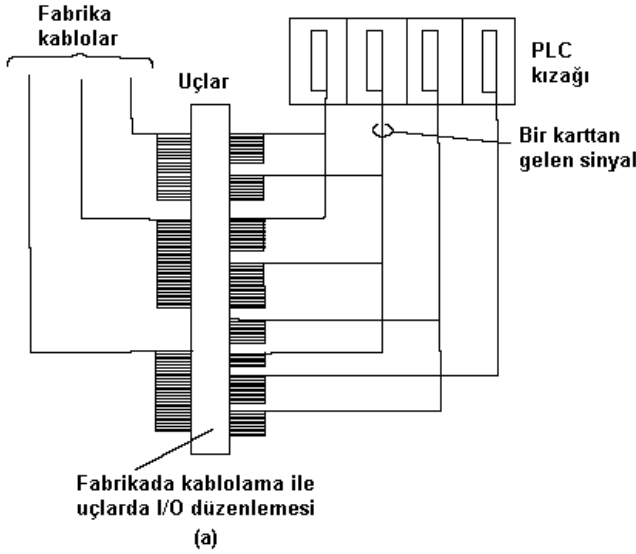 Fabrika
kablolar
Uçlar
PLC
kızağı
Bir karttan
gelen sinyal
Fabrikada kablolama ile
uçlarda I/O düzenlemesi
(a)